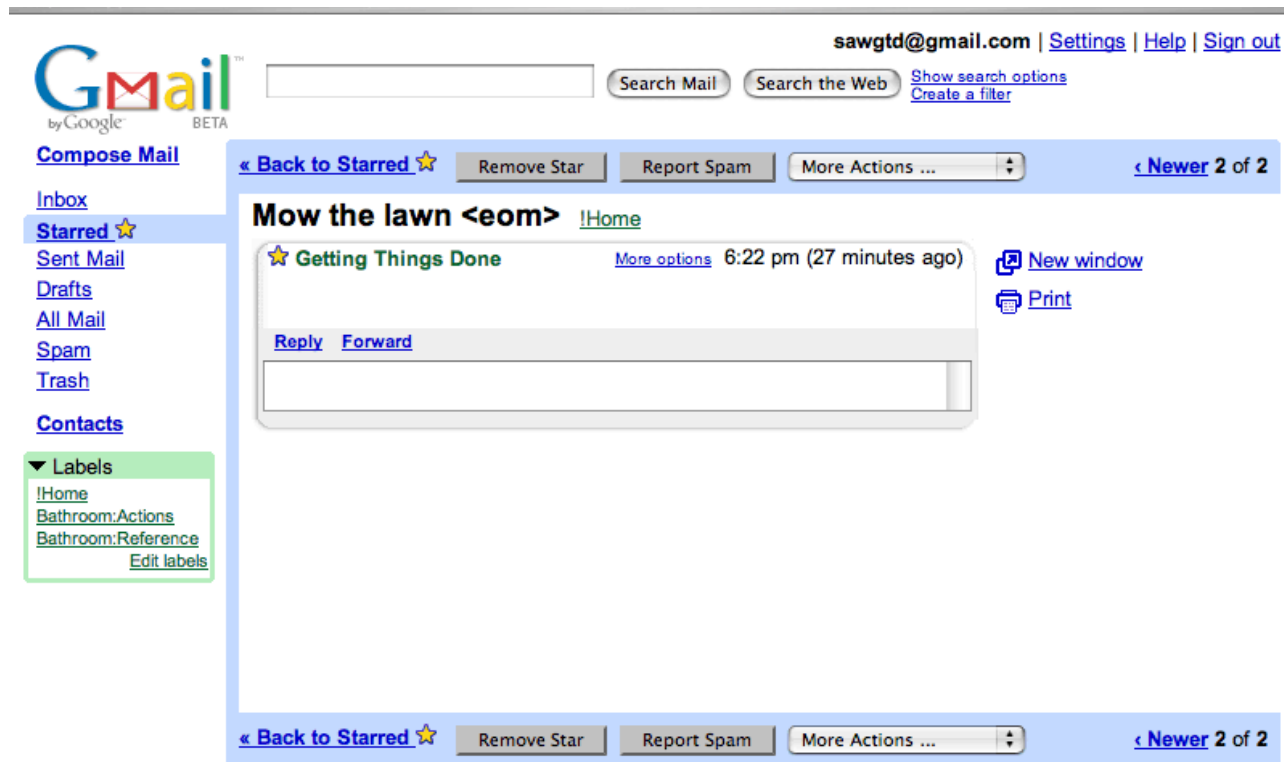 sawgtd@gmail.com | Settings | Help | Sign out
GMail™
by Google BETA
Search Mail Search the Web Show search options
Create a filter
Compose Mail
Inbox
Starred
Sent Mail
Drafts
All Mail
Spam
Trash
Contacts
Labels
!Home
Bathroom:Actions
Bathroom:Reference
Edit labels
« Back to Starred Remove Star Report Spam More Actions ... ‹ Newer 2 of 2
Mow the lawn <eom> !Home
Getting Things Done More options 6:22 pm (27 minutes ago)
New window
Print
Reply Forward
« Back to Starred Remove Star Report Spam More Actions ... ‹ Newer 2 of 2